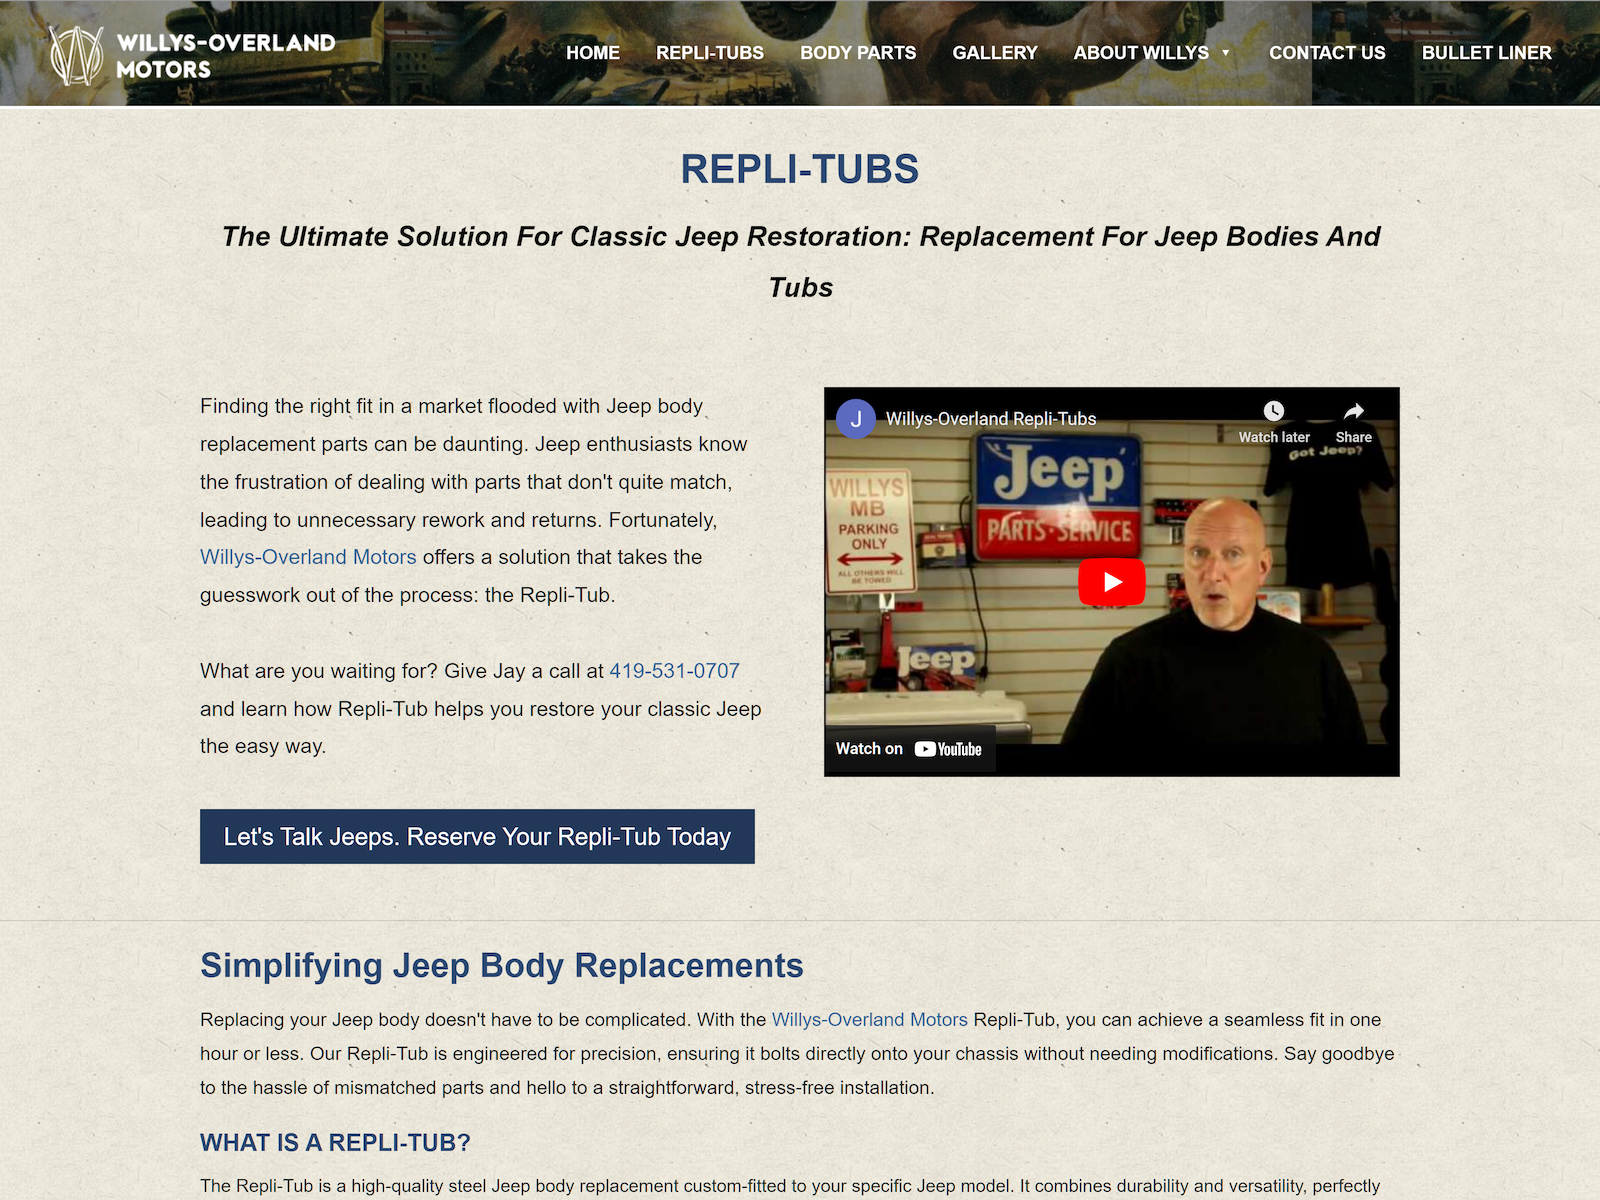 WILLYS-OVERLAND
MOTORS
HOME REPLI-TUBS BODY PARTS GALLERY ABOUT WILLYS CONTACT US BULLET LINER
REPLI-TUBS
The Ultimate Solution For Classic Jeep Restoration: Replacement For Jeep Bodies And
Tubs
Finding the right fit in a market flooded with Jeep body
replacement parts can be daunting. Jeep enthusiasts know
the frustration of dealing with parts that don't quite match,
leading to unnecessary rework and returns. Fortunately,
Willys-Overland Motors offers a solution that takes the
guesswork out of the process: the Repli-Tub.
What are you waiting for? Give Jay a call at 419-531-0707
and learn how Repli-Tub helps you restore your classic Jeep
the easy way.
Let's Talk Jeeps. Reserve Your Repli-Tub Today
J Willys-Overland Repli-Tubs
Watch later Share
Got Jeep?
Jeep
PARTS•SERVICE
WILLYS
MB
PARKING
ONLY
ALL OTHERS WILL
BE TOWED
Jeep
Watch on YouTube
Simplifying Jeep Body Replacements
Replacing your Jeep body doesn't have to be complicated. With the Willys-Overland Motors Repli-Tub, you can achieve a seamless fit in one
hour or less. Our Repli-Tub is engineered for precision, ensuring it bolts directly onto your chassis without needing modifications. Say goodbye
to the hassle of mismatched parts and hello to a straightforward, stress-free installation.
WHAT IS A REPLI-TUB?
The Repli-Tub is a high-quality steel Jeep body replacement custom-fitted to your specific Jeep model. It combines durability and versatility, perfectly